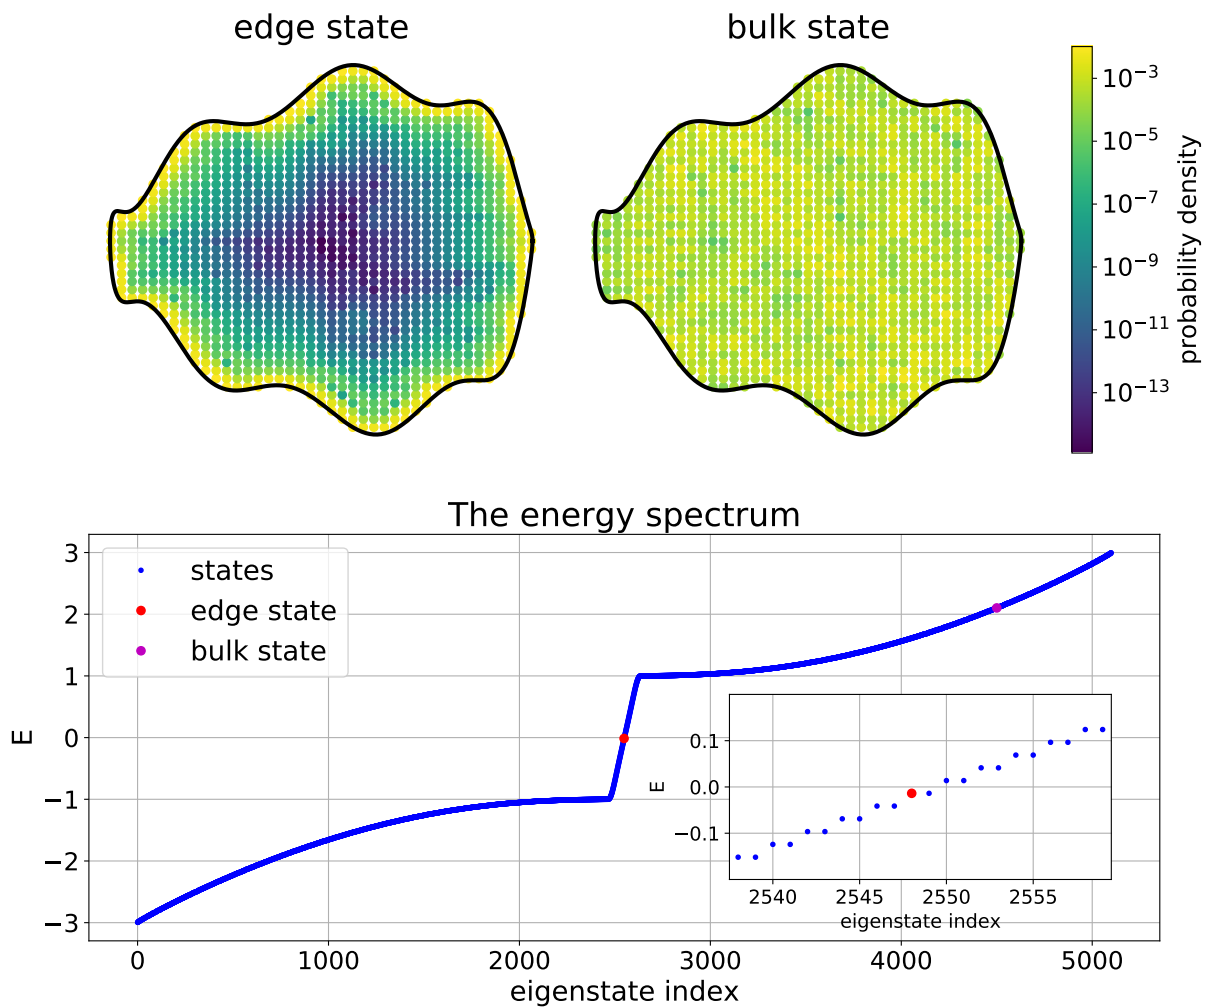 edge state
bulk state
10⁻³
10⁻⁵
10⁻⁷
10⁻⁹
10⁻¹¹
10⁻¹³
probability density
The energy spectrum
E
3
2
1
0
−1
−2
−3
states
edge state
bulk state
E
0.1
0.0
−0.1
2540 2545 2550 2555
eigenstate index
0 1000 2000 3000 4000 5000
eigenstate index